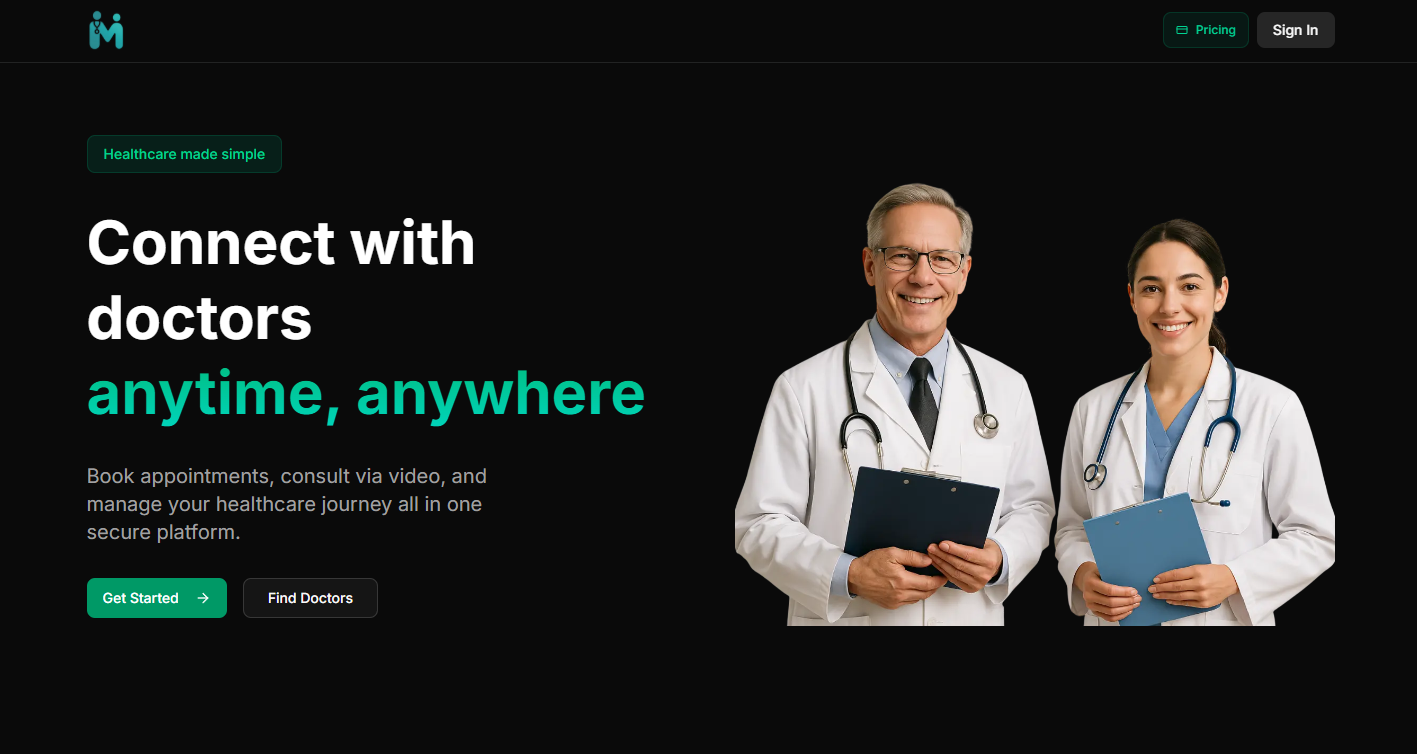 Pricing
Sign In
Healthcare made simple
Connect with
doctors
anytime, anywhere
Book appointments, consult via video, and
manage your healthcare journey all in one
secure platform.
Get Started
Find Doctors